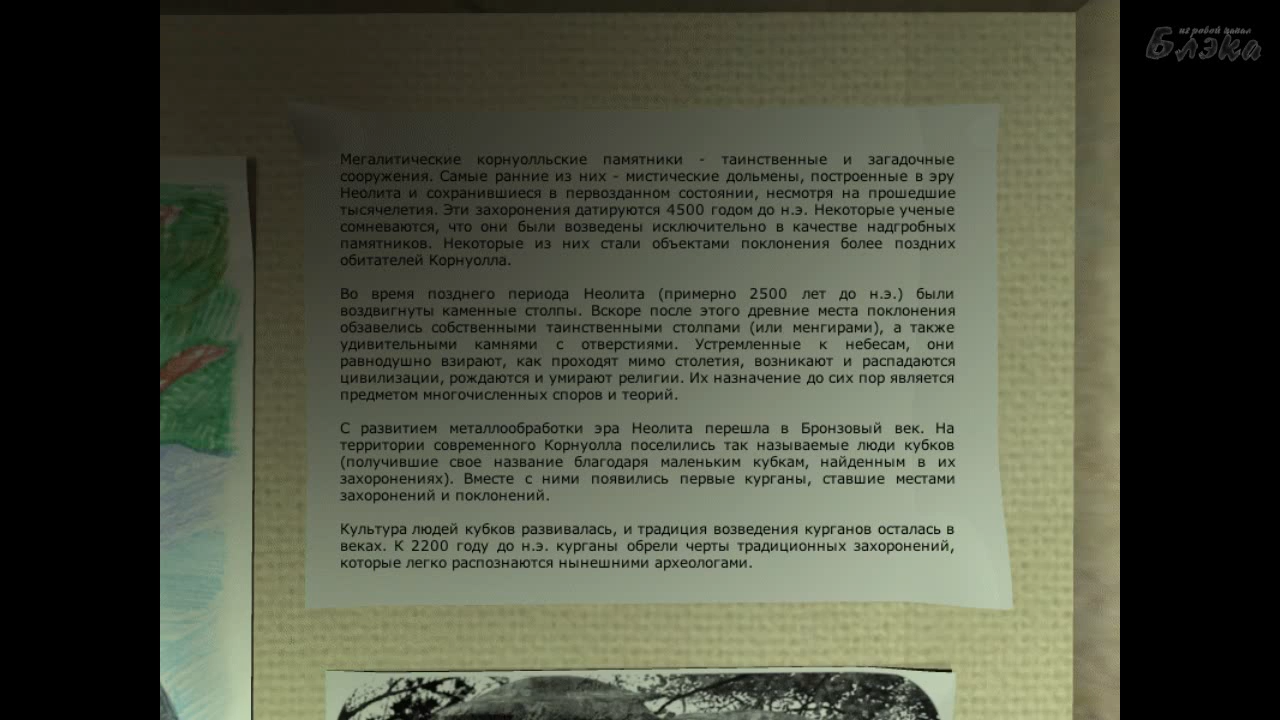 из рабой папал
Блэка
Мегалитические корнуолльские памятники - таинственные и загадочные
сооружения. Самые ранние из них - мистические дольмены, построенные в эру
Неолита и сохранившиеся в первозданном состоянии, несмотря на прошедшие
тысячелетия. Эти захоронения датируются 4500 годом до н.э. Некоторые ученые
сомневаются, что они были возведены исключительно в качестве надгробных
памятников. Некоторые из них стали объектами поклонения более поздних
обитателей Корнуолла.
Во время позднего периода Неолита (примерно 2500 лет до н.э.) были
воздвигнуты каменные столпы. Вскоре после этого древние места поклонения
обзавелись собственными таинственными столпами (или менгирами), а также
удивительными камнями с отверстиями. Устремленные к небесам, они
равнодушно взирают, как проходят мимо столетия, возникают и распадаются
цивилизации, рождаются и умирают религии. Их назначение до сих пор является
предметом многочисленных споров и теорий.
С развитием металлообработки эра Неолита перешла в Бронзовый век. На
территории современного Корнуолла поселились так называемые люди кубков
(получившие свое название благодаря маленьким кубкам, найденным в их
захоронениях). Вместе с ними появились первые курганы, ставшие местами
захоронений и поклонений.
Культура людей кубков развивалась, и традиция возведения курганов осталась в
веках. К 2200 году до н.э. курганы обрели черты традиционных захоронений,
которые легко распознаются нынешними археологами.